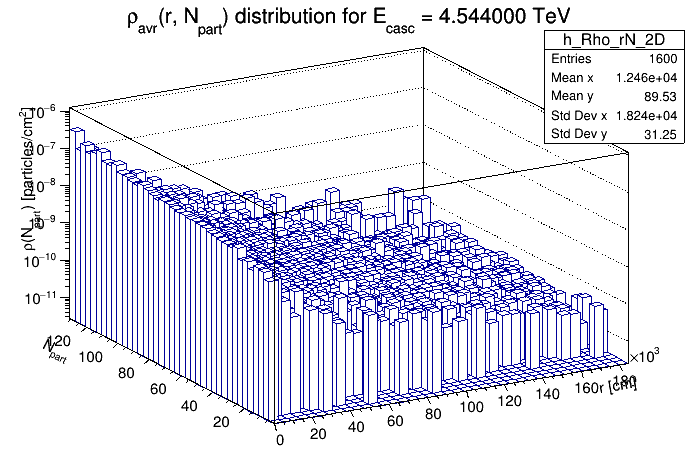 ρavr(r, Npart) distribution for Ecasc = 4.544000 TeV
h_Rho_rN_2D
Entries 1600
Mean x 1.246e+04
Mean y 89.53
Std Dev x 1.824e+04
Std Dev y 31.25
ρ(Npart) [particles/cm²]
10⁻⁶
10⁻⁷
10⁻⁸
10⁻⁹
10⁻¹⁰
10⁻¹¹
Npart
120 100 80 60 40 20
0 20 40 60 80 100 120 140 160 180
×10³
r [cm]